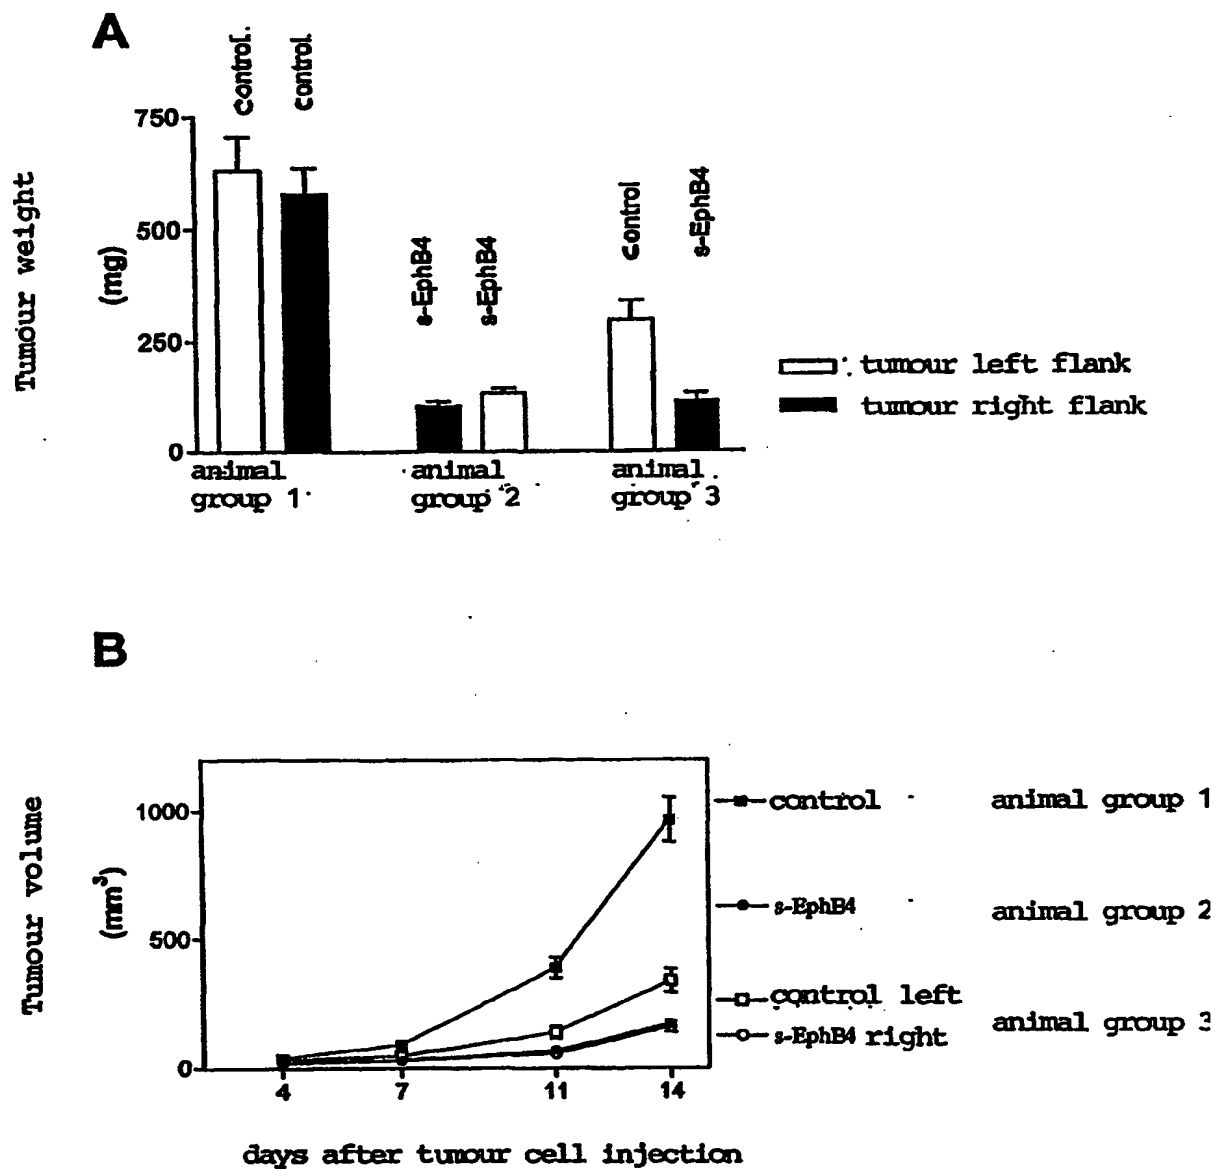 A
control.
control
750
500
250
0
Tumour weight
(mg)
s-EphB4
s-EphB4
control
s-EphB4
tumour left flank
tumour right flank
animal
group 1
animal
group 2
animal
group 3
B
1000
500
0
Tumour volume
(mm³)
4
7
11
14
days after tumour cell injection
control
animal group 1
s-EphB4
animal group 2
control left
s-EphB4 right
animal group 3